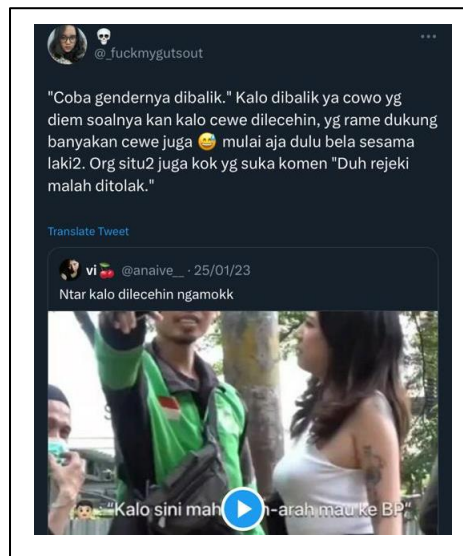 @_fuckmygutsout
"Coba gendernya dibalik." Kalo dibalik ya cowo yg
diem soalnya kan kalo cewe dilecehin, yg rame dukung
banyakan cewe juga 😅 mulai aja dulu bela sesama
laki2. Org situ2 juga kok yg suka komen "Duh rejeki
malah ditolak."
Translate Tweet
vi🍒 @anaive__ · 25/01/23
Ntar kalo dilecehin ngamokk
"Kalo sini mah -arah mau ke BP"